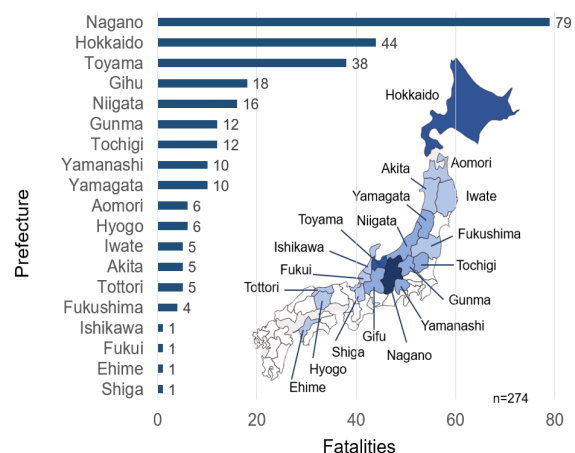 Nagano 79
Hokkaido 44
Toyama 38
Gihu 18
Niigata 16
Gunma 12
Tochigi 12
Yamanashi 10
Yamagata 10
Aomori 6
Hyogo 6
Iwate 5
Akita 5
Tottori 5
Fukushima 4
Ishikawa 1
Fukui 1
Ehime 1
Shiga 1
0 20 40 60 80
Fatalities
Prefecture
Hokkaido
Aomori
Akita
Iwate
Yamagata
Toyama
Niigata
Fukushima
Ishikawa
Fukui
Tochigi
Tottori
Gunma
Yamanashi
Gifu
Shiga
Nagano
Hyogo
Ehime
n=274